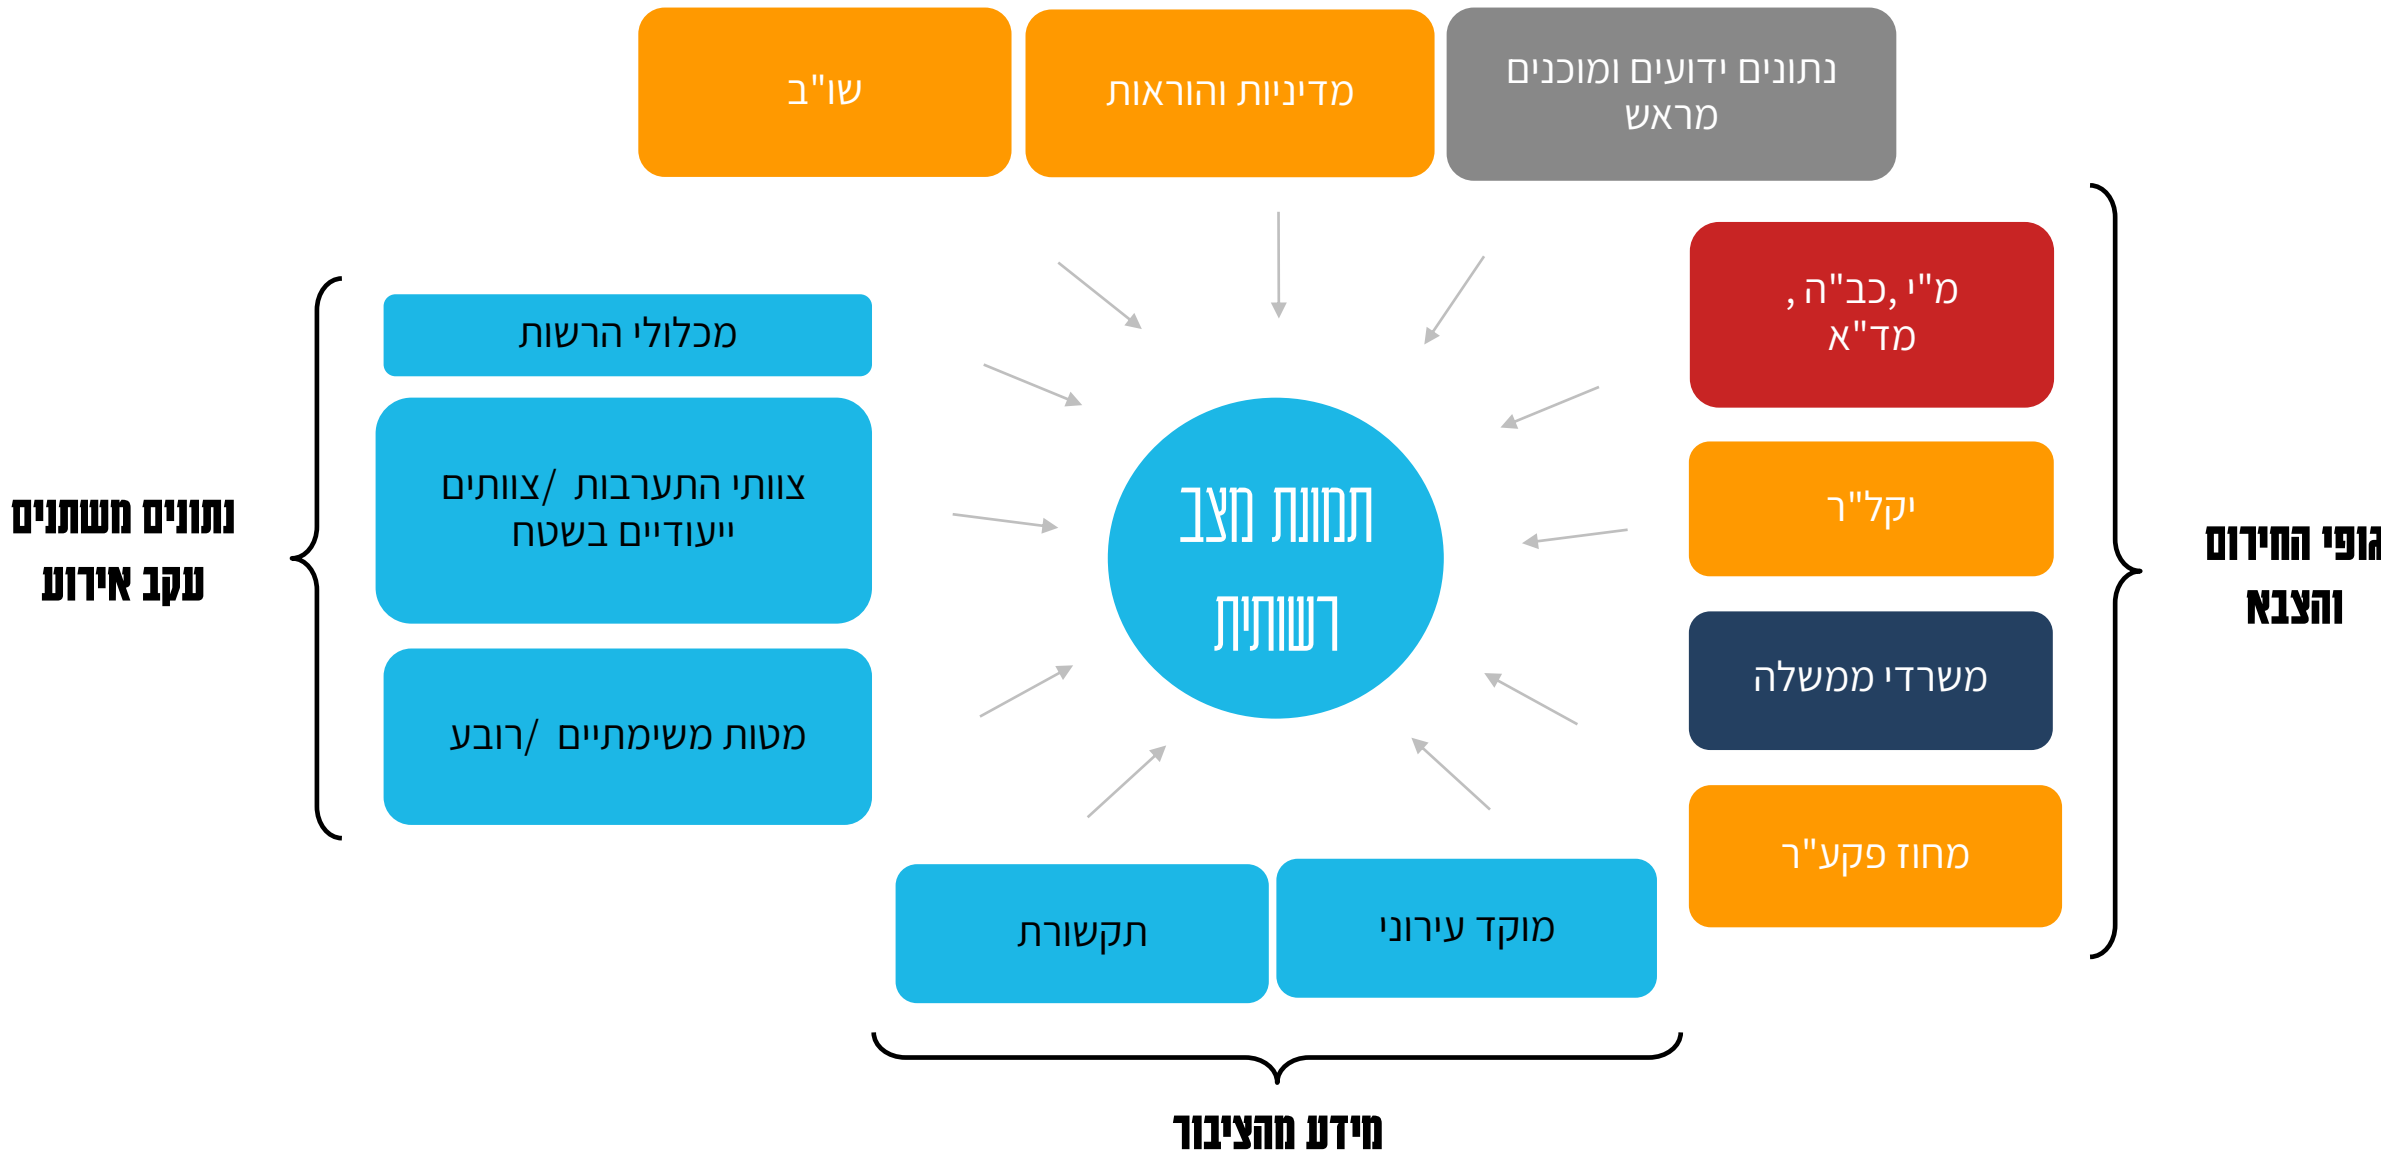 נתונים ידועים ומוכנים
מראש
מדיניות והוראות
שו"ב
מ"י ,כב"ה ,
מד"א
יקל"ר
משרדי ממשלה
מחוז פקע"ר
גופי החירום
והצבא
תמונת מצב
רשותית
מכלולי הרשות
צוותי התערבות /צוותים
ייעודיים בשטח
מטות משימתיים /רובע
נתונים משתנים
עקב אירוע
מוקד עירוני
תקשורת
מידע מהציבור